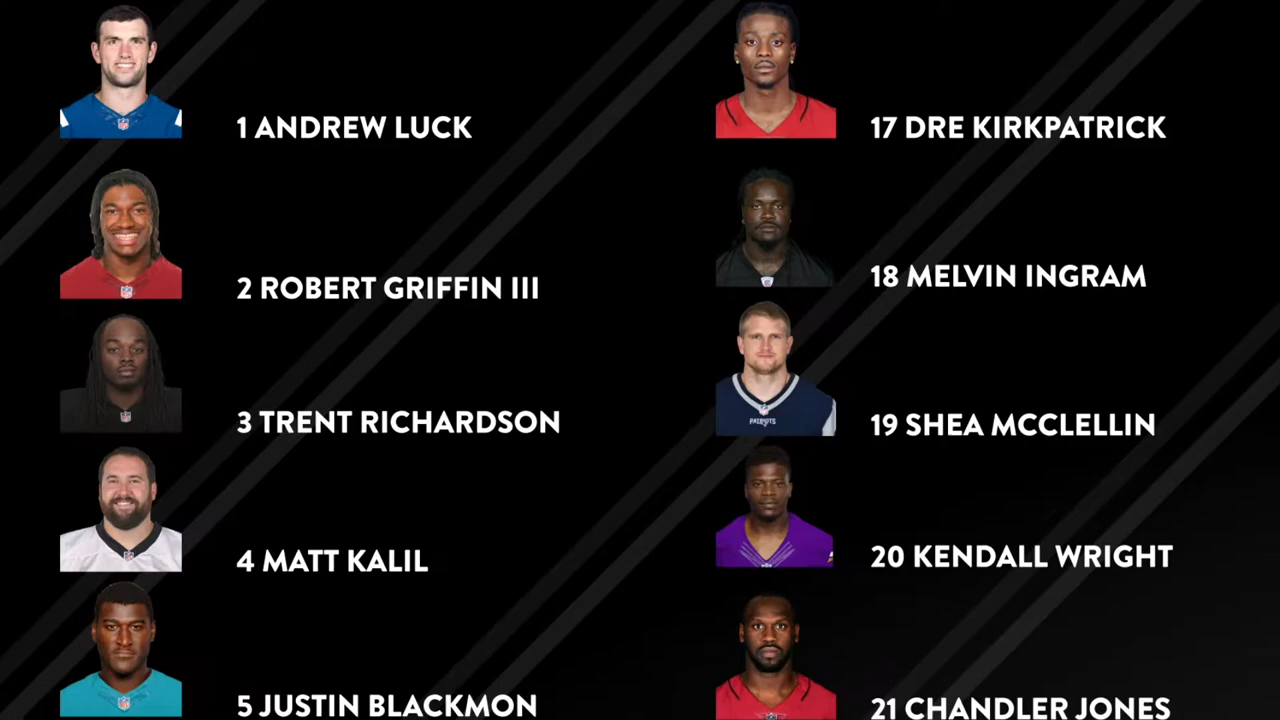 1 ANDREW LUCK
2 ROBERT GRIFFIN III
3 TRENT RICHARDSON
4 MATT KALIL
5 JUSTIN BLACKMON
17 DRE KIRKPATRICK
18 MELVIN INGRAM
19 SHEA MCCLELLIN
PATRIOTS
20 KENDALL WRIGHT
21 CHANDLER JONES